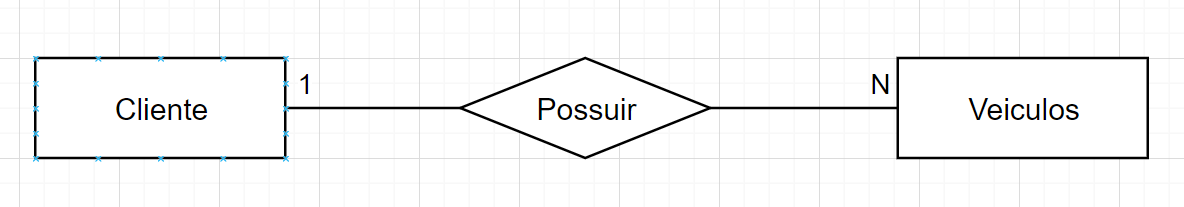 Cliente
1
Possuir
N
Veiculos